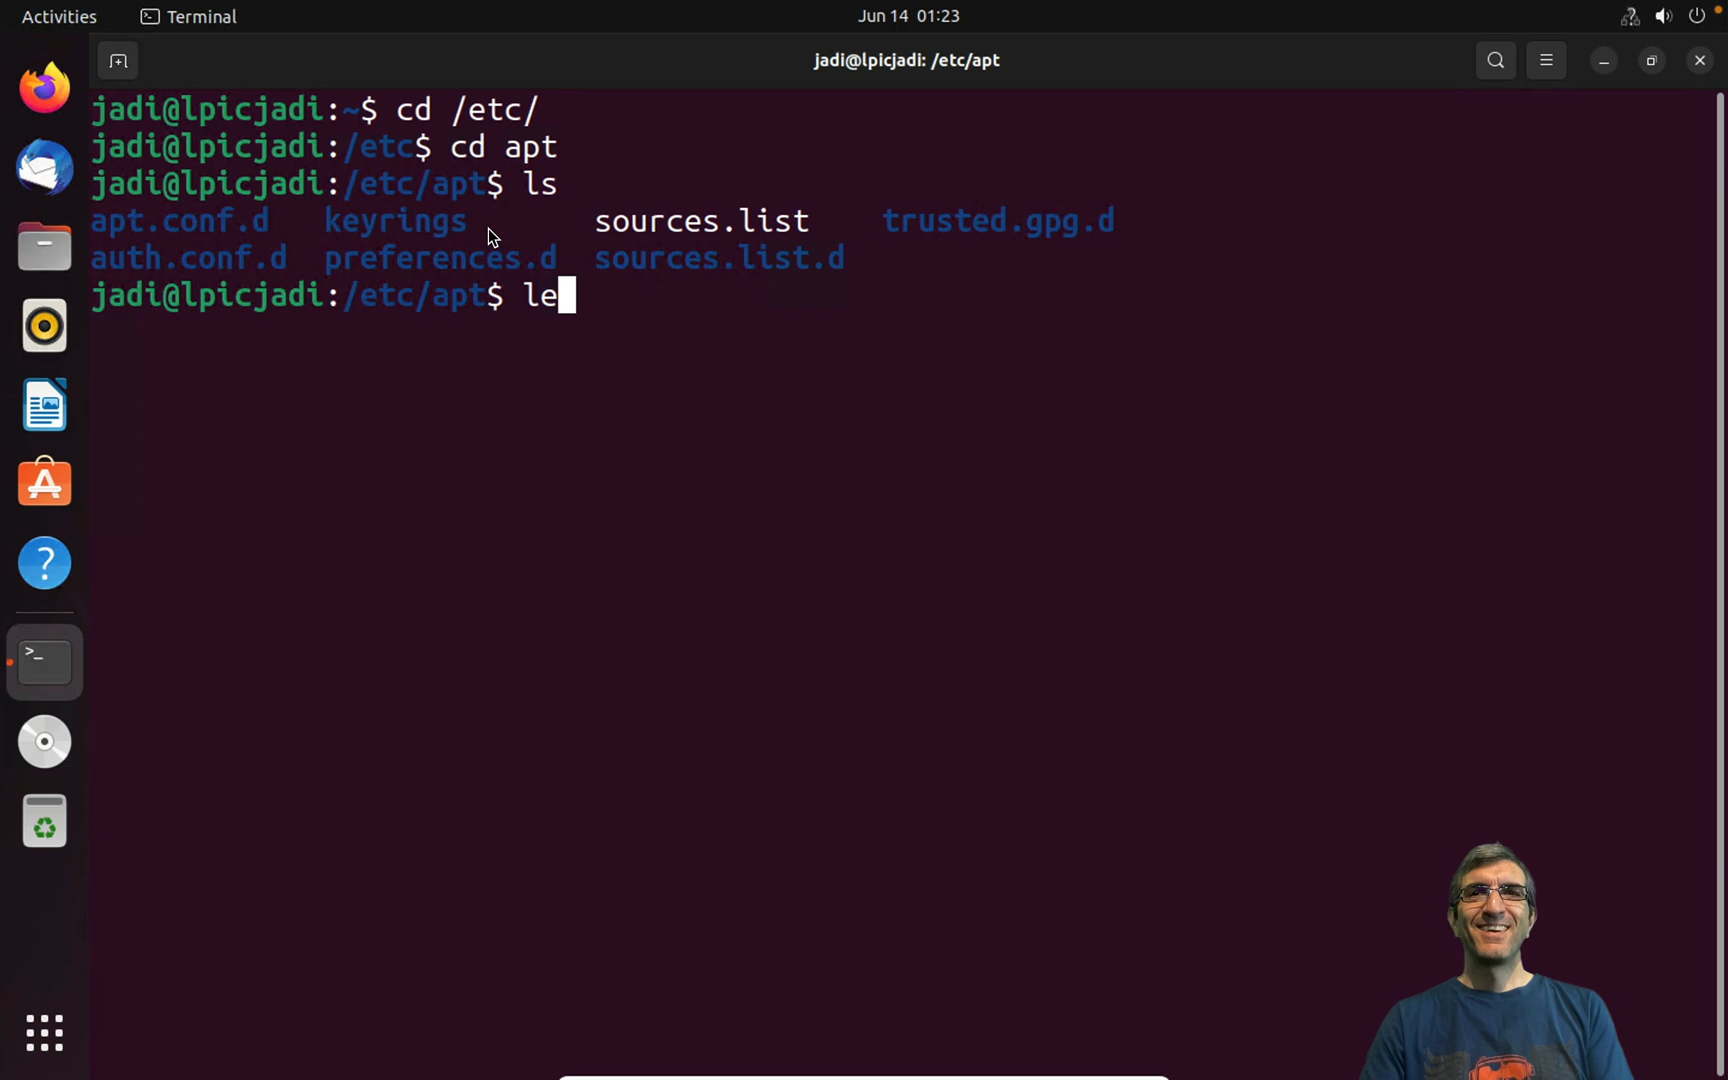 Activities Terminal Jun 14 01:23
jadi@lpicjadi: /etc/apt
jadi@lpicjadi:~$ cd /etc/
jadi@lpicjadi:/etc$ cd apt
jadi@lpicjadi:/etc/apt$ ls
apt.conf.d keyrings sources.list trusted.gpg.d
auth.conf.d preferences.d sources.list.d
jadi@lpicjadi:/etc/apt$ le